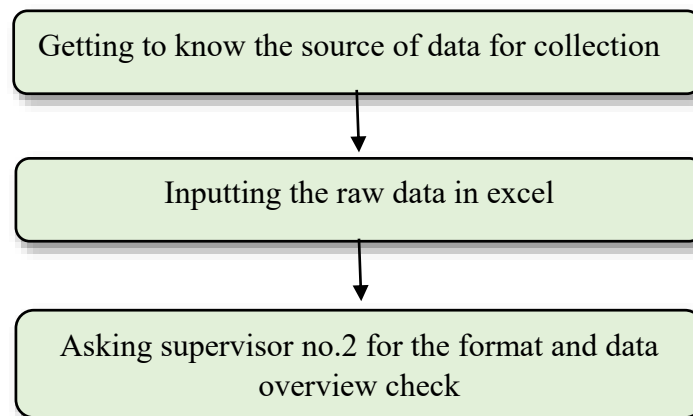 Getting to know the source of data for collection
Inputting the raw data in excel
Asking supervisor no.2 for the format and data
overview check